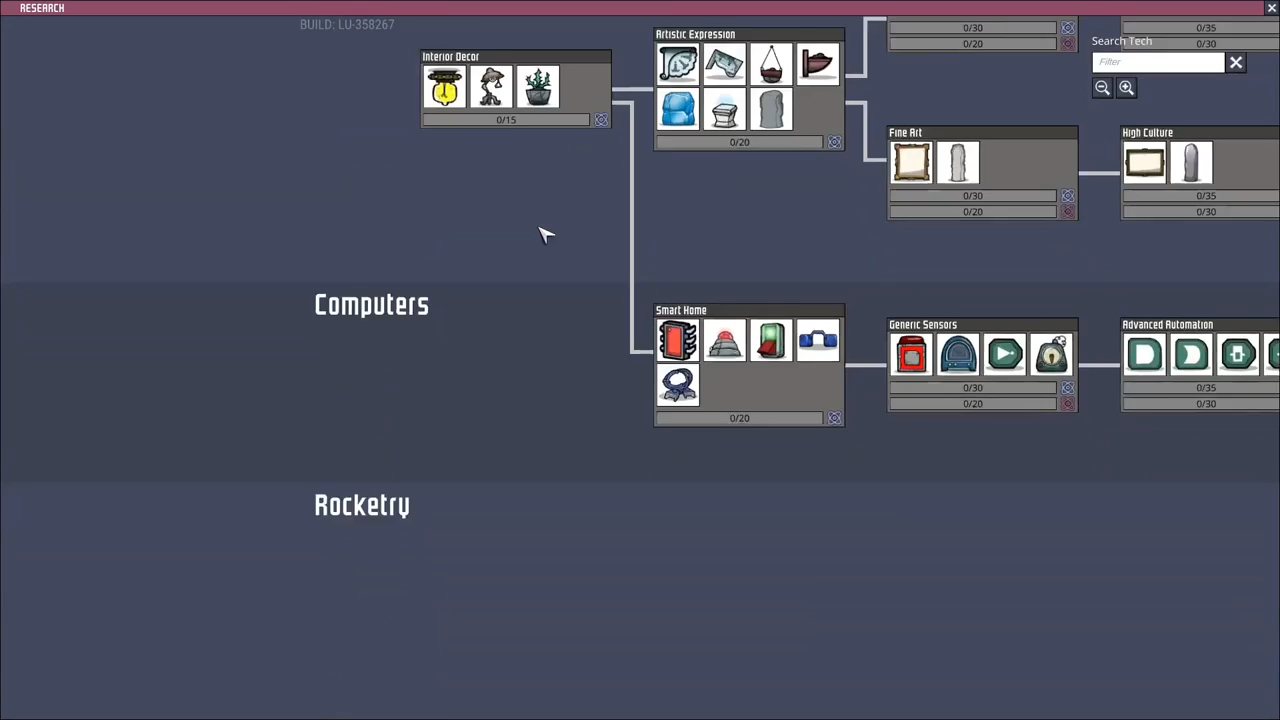 RESEARCH
BUILD: LU-358267
Search Tech
Filter
0/30
0/20
0/35
0/30
Interior Decor
0/15
Artistic Expression
0/20
Fine Art
0/30
0/20
High Culture
0/35
0/30
Computers
Smart Home
0/20
Generic Sensors
0/30
0/20
Advanced Automation
0/35
0/30
Rocketry